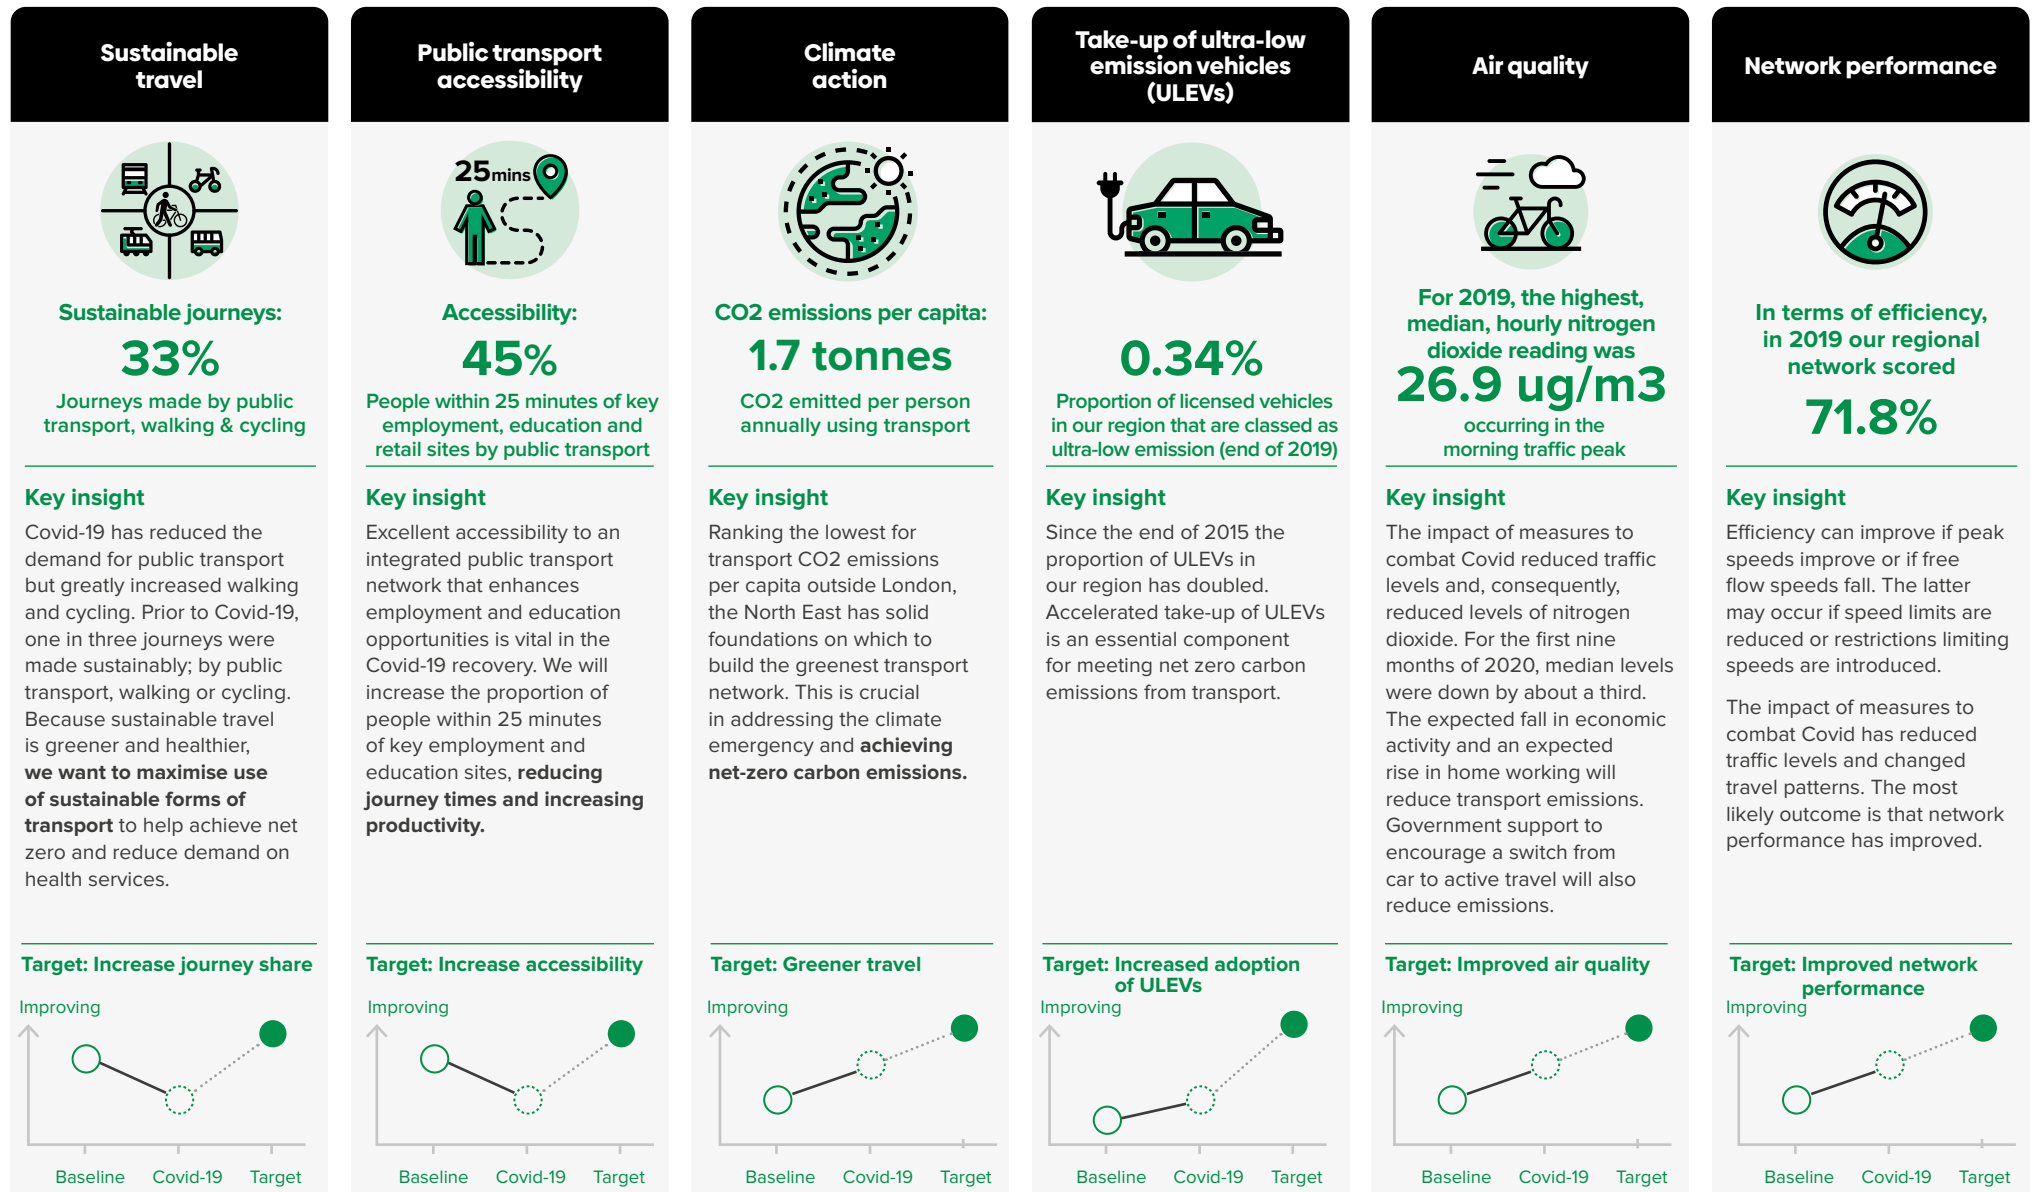 Sustainable
travel
25mins
Sustainable journeys:
33%
Journeys made by public
transport, walking & cycling
Key insight
Covid-19 has reduced the
demand for public transport
but greatly increased walking
and cycling. Prior to Covid-19,
one in three journeys were
made sustainably; by public
transport, walking or cycling.
Because sustainable travel
is greener and healthier,
we want to maximise use
of sustainable forms of
transport to help achieve net
zero and reduce demand on
health services.
Target: Increase journey share
Improving
Baseline Covid-19 Target
Public transport
accessibility
Accessibility:
45%
People within 25 minutes of key
employment, education and
retail sites by public transport
Key insight
Excellent accessibility to an
integrated public transport
network that enhances
employment and education
opportunities is vital in the
Covid-19 recovery. We will
increase the proportion of
people within 25 minutes
of key employment and
education sites, reducing
journey times and increasing
productivity.
Target: Increase accessibility
Improving
Baseline Covid-19 Target
Climate
action
CO2 emissions per capita:
1.7 tonnes
CO2 emitted per person
annually using transport
Key insight
Ranking the lowest for
transport CO2 emissions
per capita outside London,
the North East has solid
foundations on which to
build the greenest transport
network. This is crucial
in addressing the climate
emergency and achieving
net-zero carbon emissions.
Target: Greener travel
Improving
Baseline Covid-19 Target
Take-up of ultra-low
emission vehicles
(ULEVs)
0.34%
Proportion of licensed vehicles
in our region that are classed as
ultra-low emission (end of 2019)
Key insight
Since the end of 2015 the
proportion of ULEVs in
our region has doubled.
Accelerated take-up of ULEVs
is an essential component
for meeting net zero carbon
emissions from transport.
Target: Increased adoption
of ULEVs
Improving
Baseline Covid-19 Target
Air quality
For 2019, the highest,
median, hourly nitrogen
dioxide reading was
26.9 ug/m3
occurring in the
morning traffic peak
Key insight
The impact of measures to
combat Covid reduced traffic
levels and, consequently,
reduced levels of nitrogen
dioxide. For the first nine
months of 2020, median levels
were down by about a third.
The expected fall in economic
activity and an expected
rise in home working will
reduce transport emissions.
Government support to
encourage a switch from
car to active travel will also
reduce emissions.
Target: Improved air quality
Improving
Baseline Covid-19 Target
Network performance
In terms of efficiency,
in 2019 our regional
network scored
71.8%
Key insight
Efficiency can improve if peak
speeds improve or if free
flow speeds fall. The latter
may occur if speed limits are
reduced or restrictions limiting
speeds are introduced.
The impact of measures to
combat Covid has reduced
traffic levels and changed
travel patterns. The most
likely outcome is that network
performance has improved.
Target: Improved network
performance
Improving
Baseline Covid-19 Target